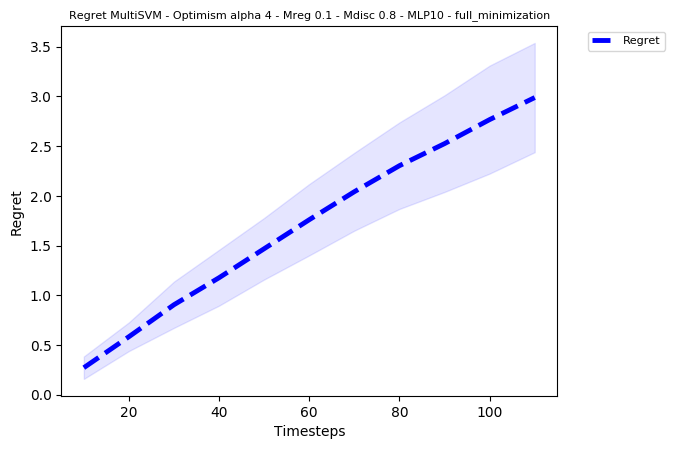 Regret MultiSVM - Optimism alpha 4 - Mreg 0.1 - Mdisc 0.8 - MLP10 - full_minimization
Regret
3.5
3.0
2.5
2.0
1.5
1.0
0.5
0.0
Regret
20 40 60 80 100
Timesteps